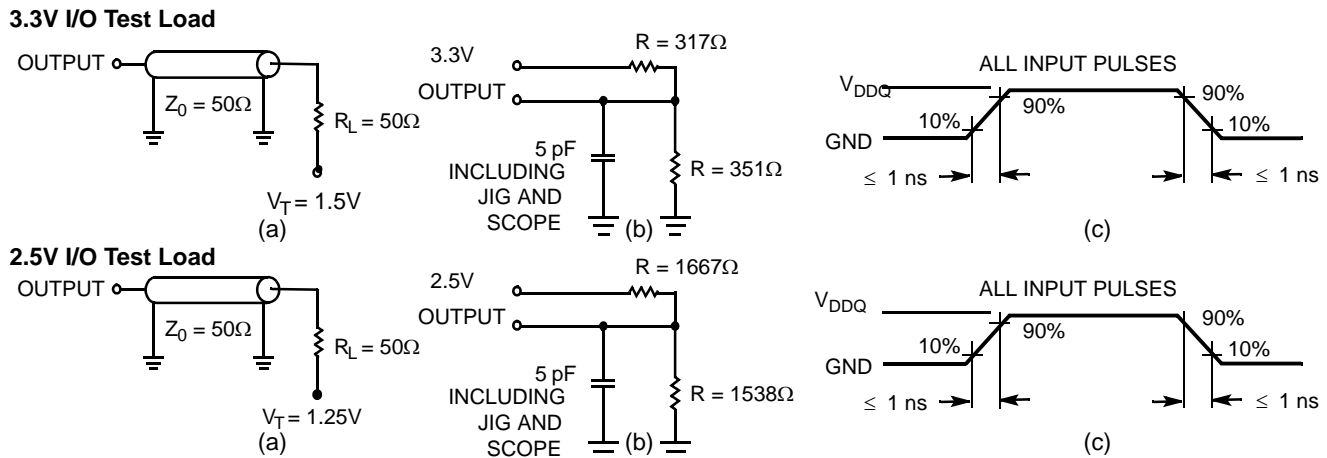 3.3V I/O Test Load
OUTPUT
Z0 = 50Ω
RL = 50Ω
VT = 1.5V
(a)
3.3V
OUTPUT
R = 317Ω
5 pF
INCLUDING
JIG AND
SCOPE
R = 351Ω
(b)
ALL INPUT PULSES
VDDQ
GND
10%
90%
90%
10%
≤ 1 ns
≤ 1 ns
(c)
2.5V I/O Test Load
OUTPUT
Z0 = 50Ω
RL = 50Ω
VT = 1.25V
(a)
2.5V
OUTPUT
R = 1667Ω
5 pF
INCLUDING
JIG AND
SCOPE
R = 1538Ω
(b)
ALL INPUT PULSES
VDDQ
GND
10%
90%
90%
10%
≤ 1 ns
≤ 1 ns
(c)